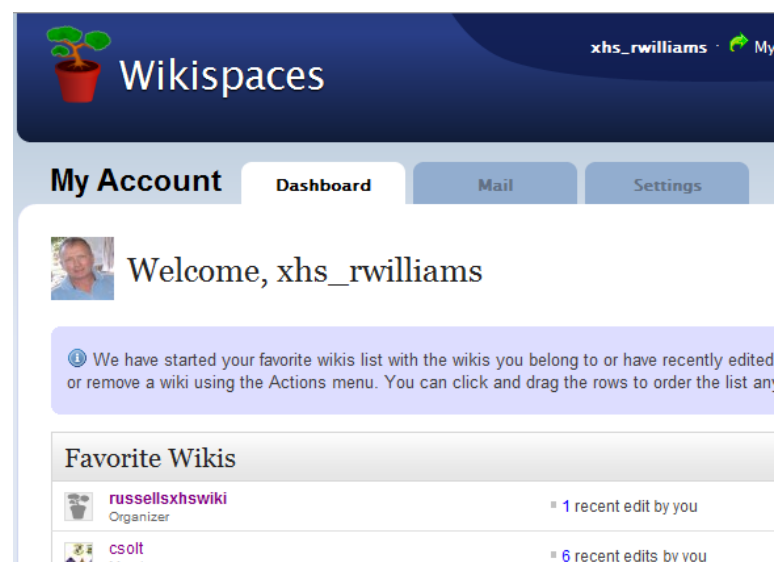 xhs_rwilliams · My
Wikispaces
My Account Dashboard Mail Settings
Welcome, xhs_rwilliams
We have started your favorite wikis list with the wikis you belong to or have recently edited
or remove a wiki using the Actions menu. You can click and drag the rows to order the list any
Favorite Wikis
russellsxhswiki 1 recent edit by you
Organizer
csolt 6 recent edits by you